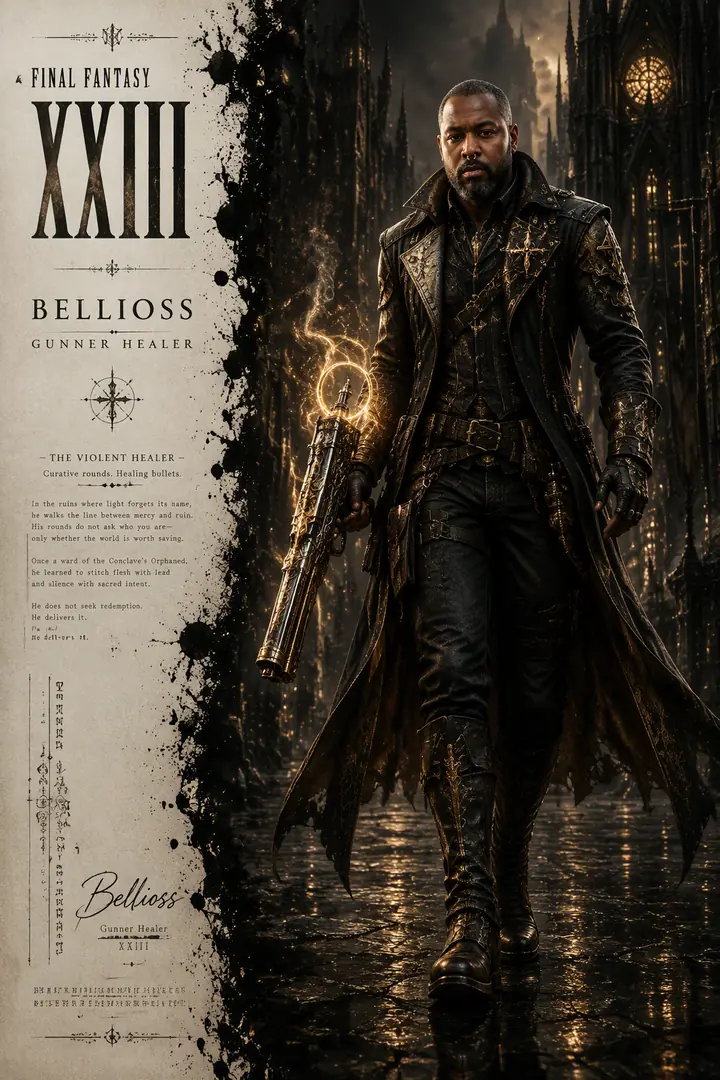 FINAL FANTASY
XXIII
BELLIOSS
GUNNER HEALER
– THE VIOLENT HEALER –
Curative rounds. Healing bullets.
In the ruins where light forgets its name,
he walks the line between mercy and ruin.
His rounds do not ask who you are—
only whether the world is worth saving.
Once a ward of the Conclave's Orphaned,
he learned to stitch flesh with lead
and silence with sacred intent.
He does not seek redemption.
He delivers it.
He delivers it.
Bellioss
Gunner Healer
XXIII